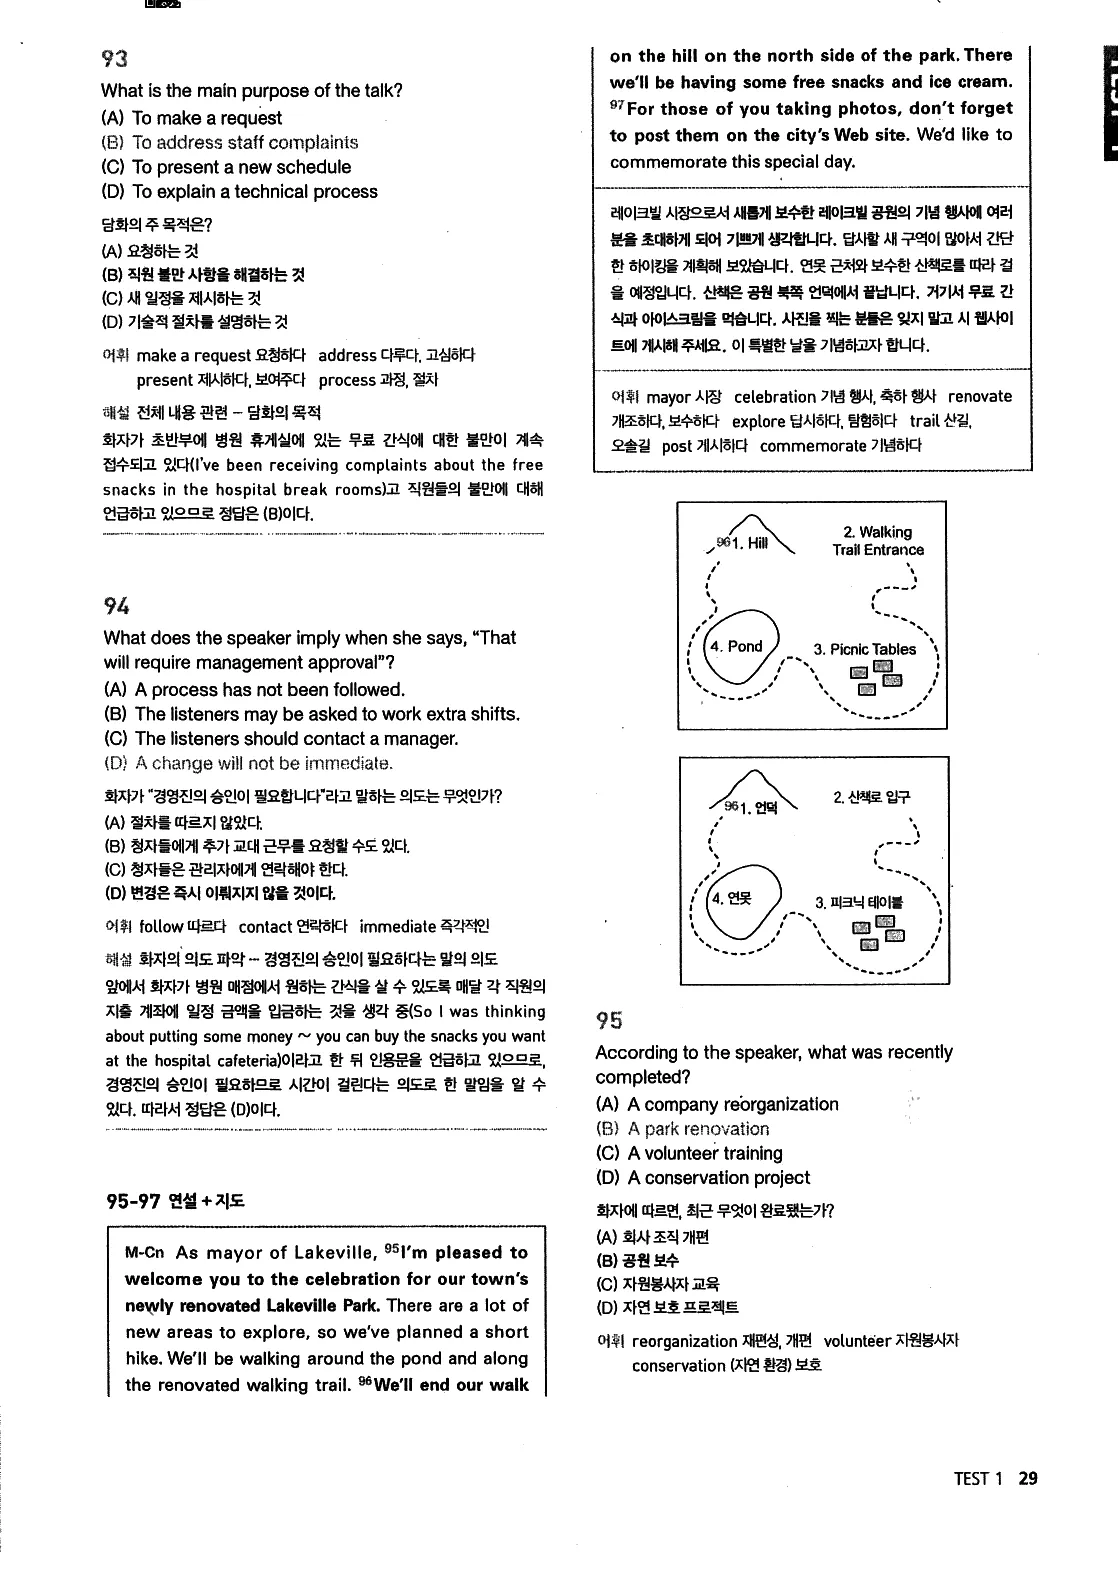 93
What is the main purpose of the talk?
(A) To make a request
(B) To address staff complaints
(C) To present a new schedule
(D) To explain a technical process
담화의 주 목적은?
(A) 요청하는 것
(B) 직원 불만 사항을 해결하는 것
(C) 새 일정을 제시하는 것
(D) 기술적 절차를 설명하는 것
어휘 make a request 요청하다 address 다루다, 고심하다
present 제시하다, 보여주다 process 과정, 절차
해설 전체 내용 관련 – 담화의 목적
화자가 초반부에 병원 휴게실에 있는 무료 간식에 대한 불만이 계속
접수되고 있다(I've been receiving complaints about the free
snacks in the hospital break rooms)고 직원들의 불만에 대해
언급하고 있으므로 정답은 (B)이다.
94
What does the speaker imply when she says, "That
will require management approval"?
(A) A process has not been followed.
(B) The listeners may be asked to work extra shifts.
(C) The listeners should contact a manager.
(D) A change will not be immediate.
화자가 "경영진의 승인이 필요합니다"라고 말하는 의도는 무엇인가?
(A) 절차를 따르지 않았다.
(B) 청자들에게 추가 교대 근무를 요청할 수도 있다.
(C) 청자들은 관리자에게 연락해야 한다.
(D) 변경은 즉시 이뤄지지 않을 것이다.
어휘 follow 따르다 contact 연락하다 immediate 즉각적인
해설 화자의 의도 파악 – 경영진의 승인이 필요하다는 말의 의도
앞에서 화자가 병원 매점에서 원하는 간식을 살 수 있도록 매달 각 직원의
지출 계좌에 일정 금액을 입금하는 것을 생각 중(So I was thinking
about putting some money ~ you can buy the snacks you want
at the hospital cafeteria)이라고 한 뒤 인용문을 언급하고 있으므로,
경영진의 승인이 필요하므로 시간이 걸린다는 의도로 한 말임을 알 수
있다. 따라서 정답은 (D)이다.
95-97 연설 + 지도
M-Cn As mayor of Lakeville, 95I'm pleased to
welcome you to the celebration for our town's
newly renovated Lakeville Park. There are a lot of
new areas to explore, so we've planned a short
hike. We'll be walking around the pond and along
the renovated walking trail. 96We'll end our walk
on the hill on the north side of the park. There
we'll be having some free snacks and ice cream.
97For those of you taking photos, don't forget
to post them on the city's Web site. We'd like to
commemorate this special day.
레이크빌 시장으로서 새롭게 보수한 레이크빌 공원의 기념 행사에 여러
분을 초대하게 되어 기쁘게 생각합니다. 답사할 새 구역이 많아서 간단
한 하이킹을 계획해 보았습니다. 연못 근처와 보수한 산책로를 따라 걸
을 예정입니다. 산책은 공원 북쪽 언덕에서 끝납니다. 거기서 무료 간
식과 아이스크림을 먹습니다. 사진을 찍는 분들은 잊지 말고 시 웹사이
트에 게시해 주세요. 이 특별한 날을 기념하고자 합니다.
어휘 mayor 시장 celebration 기념 행사, 축하 행사 renovate
개조하다, 보수하다 explore 답사하다, 탐험하다 trail 산길,
오솔길 post 게시하다 commemorate 기념하다
961. Hill
2. Walking
Trail Entrance
4. Pond
3. Picnic Tables
961. 언덕
2. 산책로 입구
4. 연못
3. 피크닉 테이블
95
According to the speaker, what was recently
completed?
(A) A company reorganization
(B) A park renovation
(C) A volunteer training
(D) A conservation project
화자에 따르면, 최근 무엇이 완료됐는가?
(A) 회사 조직 개편
(B) 공원 보수
(C) 자원봉사자 교육
(D) 자연 보호 프로젝트
어휘 reorganization 재편성, 개편 volunteer 자원봉사자
conservation (자연 환경) 보호
TEST 1 29